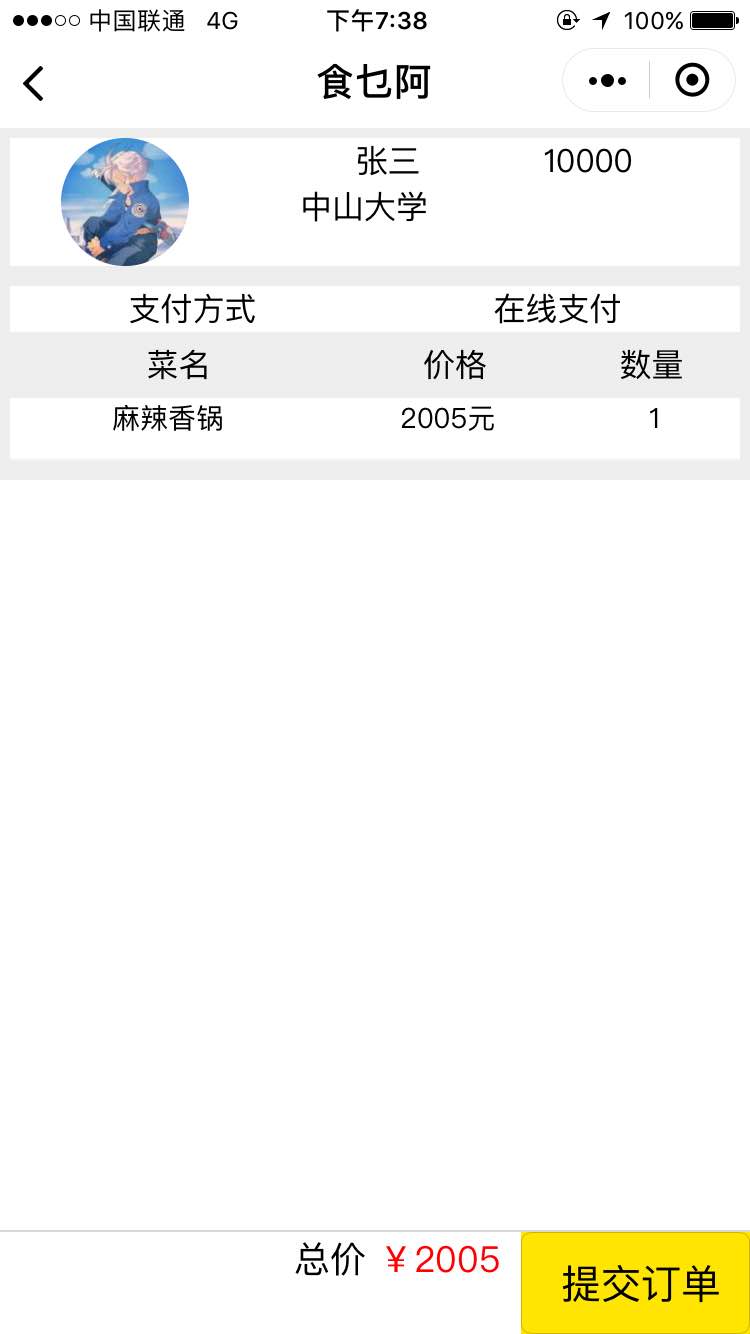 中国联通 4G 下午7:38 100%
食乜阿
张三 10000
中山大学
支付方式 在线支付
菜名 价格 数量
麻辣香锅 2005元 1
总价 ￥2005
提交订单